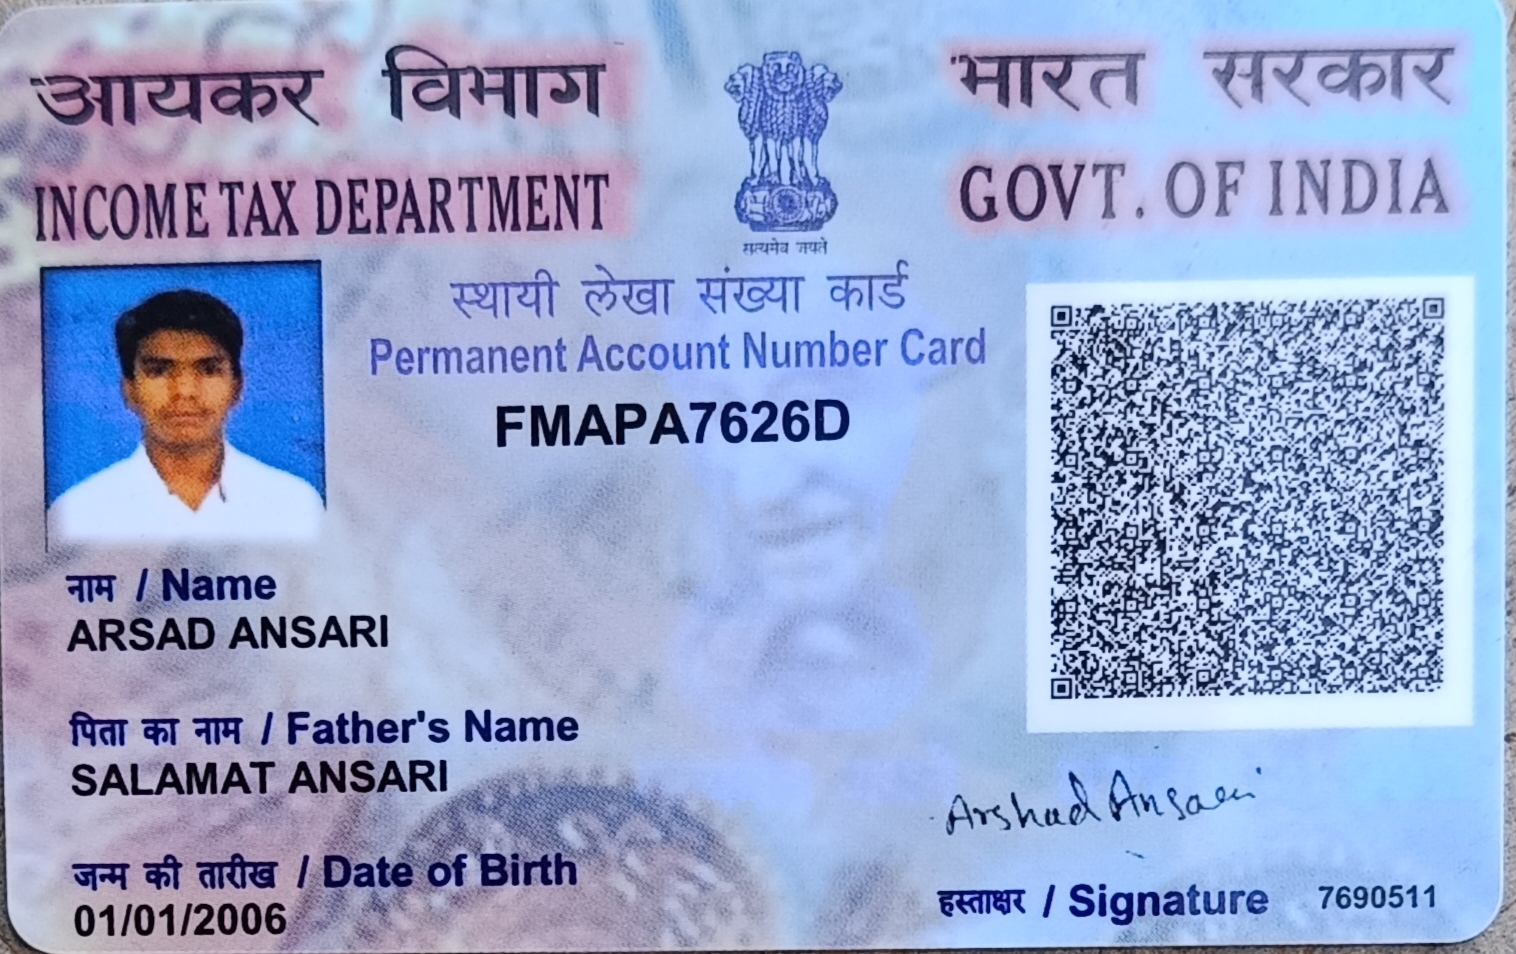 आयकर विभाग
INCOME TAX DEPARTMENT
सत्यमेव जयते
भारत सरकार
GOVT. OF INDIA
स्थायी लेखा संख्या कार्ड
Permanent Account Number Card
FMAPA7626D
नाम / Name
ARSAD ANSARI
पिता का नाम / Father's Name
SALAMAT ANSARI
जन्म की तारीख / Date of Birth
01/01/2006
Arshad Ansari
हस्ताक्षर / Signature
7690511